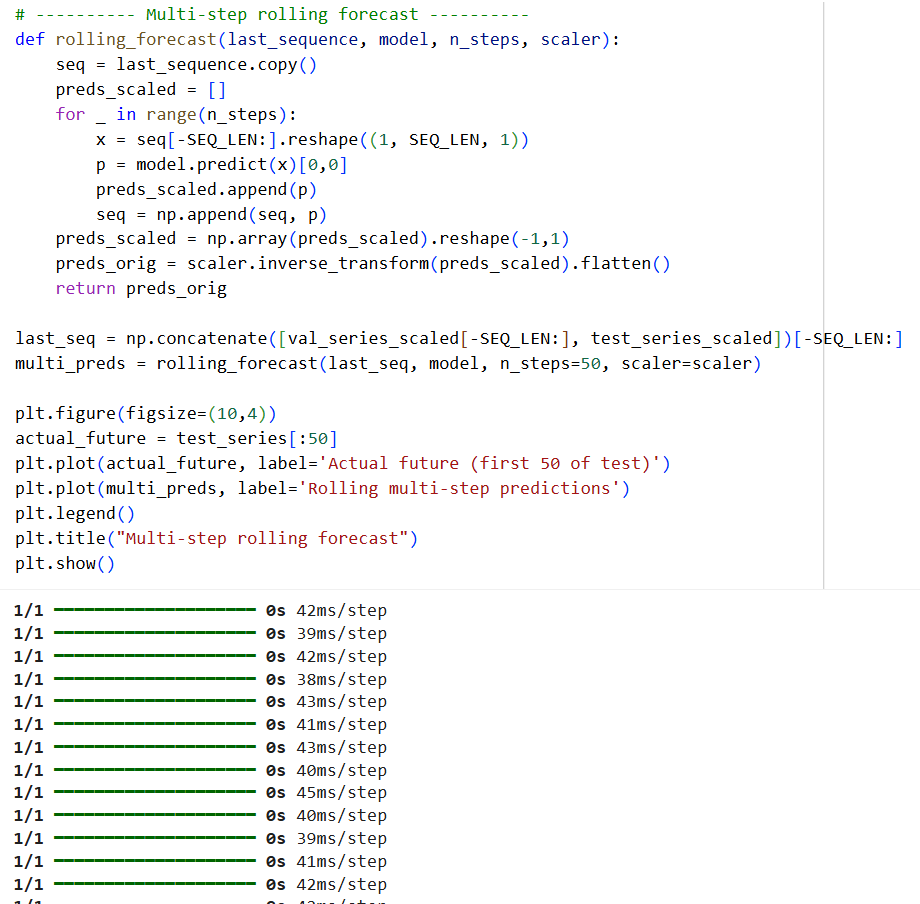 # ---------- Multi-step rolling forecast ----------
def rolling_forecast(last_sequence, model, n_steps, scaler):
    seq = last_sequence.copy()
    preds_scaled = []
    for _ in range(n_steps):
        x = seq[-SEQ_LEN:].reshape((1, SEQ_LEN, 1))
        p = model.predict(x)[0,0]
        preds_scaled.append(p)
        seq = np.append(seq, p)
    preds_scaled = np.array(preds_scaled).reshape(-1,1)
    preds_orig = scaler.inverse_transform(preds_scaled).flatten()
    return preds_orig
last_seq = np.concatenate([val_series_scaled[-SEQ_LEN:], test_series_scaled])[-SEQ_LEN:]
multi_preds = rolling_forecast(last_seq, model, n_steps=50, scaler=scaler)
plt.figure(figsize=(10,4))
actual_future = test_series[:50]
plt.plot(actual_future, label='Actual future (first 50 of test)')
plt.plot(multi_preds, label='Rolling multi-step predictions')
plt.legend()
plt.title("Multi-step rolling forecast")
plt.show()
1/1 0s 42ms/step
1/1 0s 39ms/step
1/1 0s 42ms/step
1/1 0s 38ms/step
1/1 0s 43ms/step
1/1 0s 41ms/step
1/1 0s 43ms/step
1/1 0s 40ms/step
1/1 0s 45ms/step
1/1 0s 40ms/step
1/1 0s 39ms/step
1/1 0s 41ms/step
1/1 0s 42ms/step